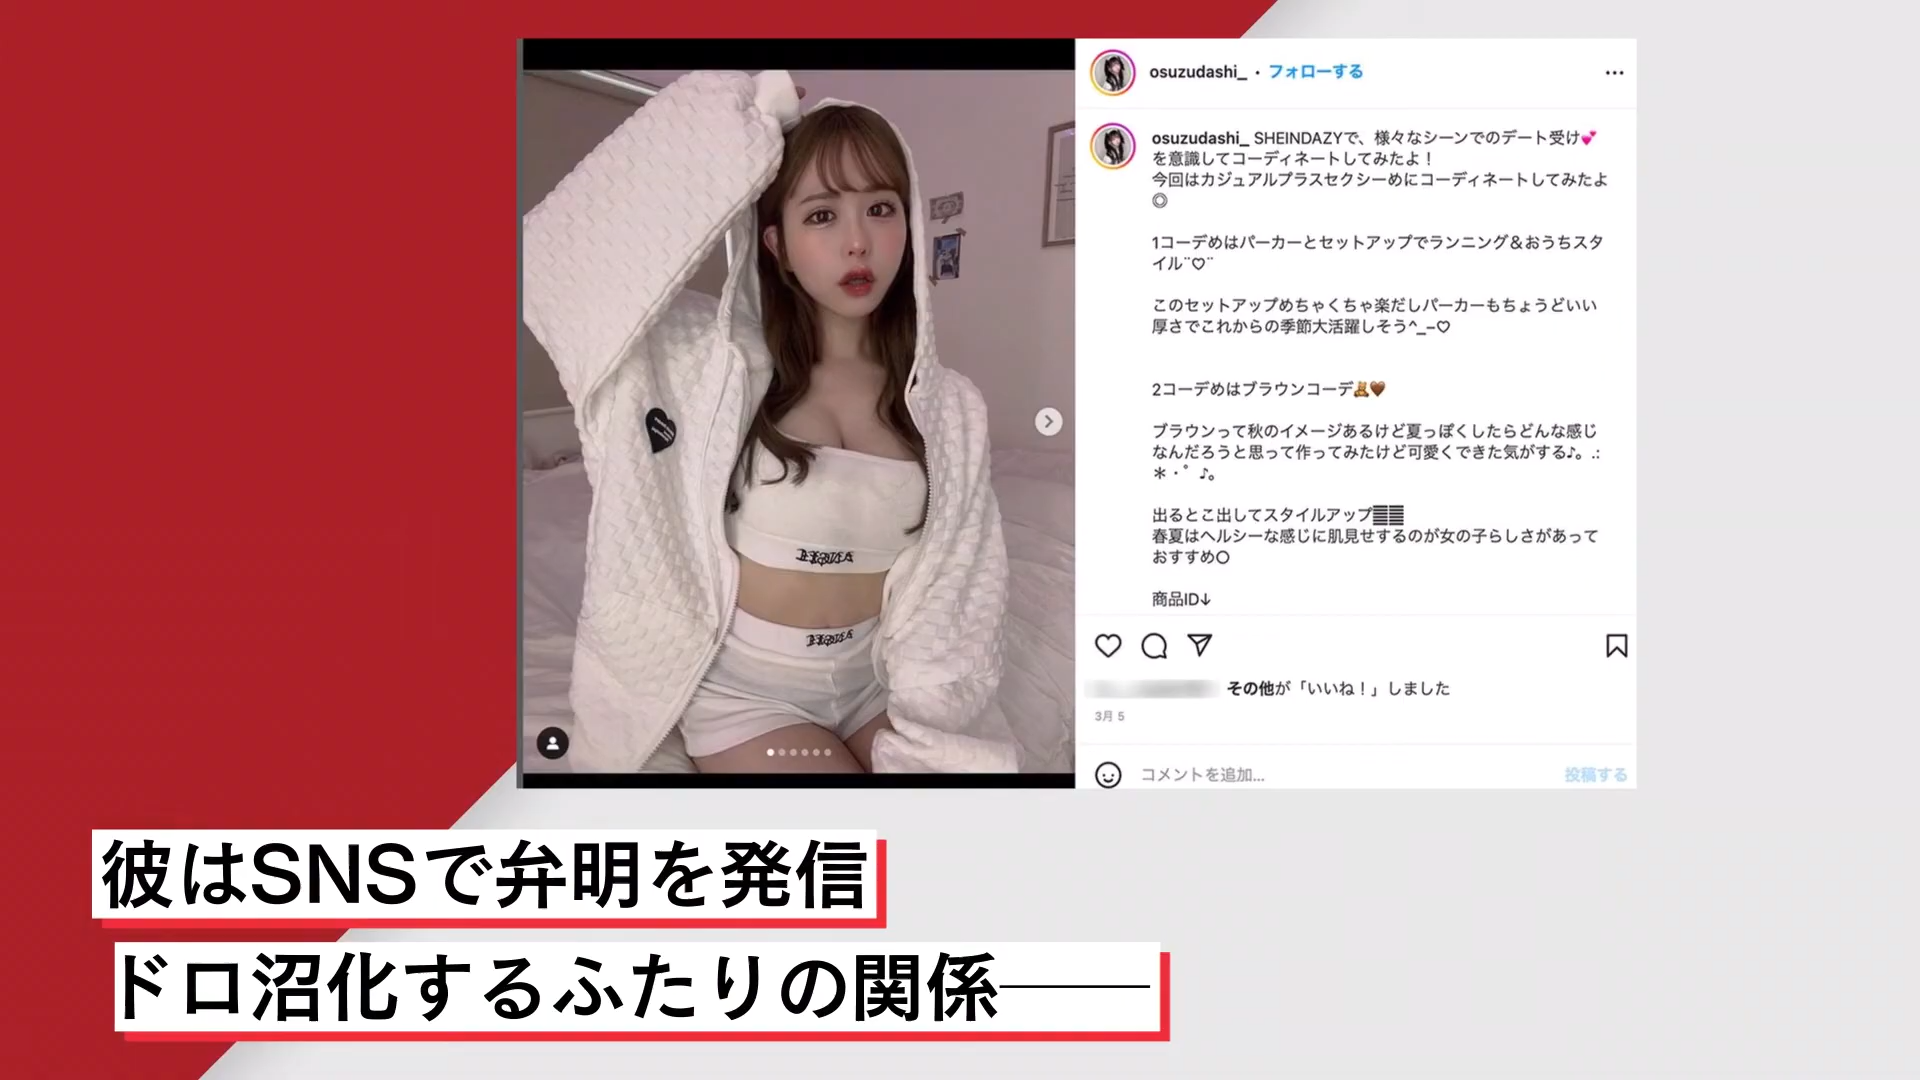 osuzudashi_ • フォローする
osuzudashi_ SHEINDAZYで、様々なシーンでのデート受け💕
を意識してコーディネートしてみたよ！
今回はカジュアルプラスセクシーめにコーディネートしてみたよ
◎
1コーデめはパーカーとセットアップでランニング＆おうちスタ
イル¨♡¨
このセットアップめちゃくちゃ楽だしパーカーもちょうどいい
厚さでこれからの季節大活躍しそう^_−♡
2コーデめはブラウンコーデ🧸🤎
ブラウンって秋のイメージあるけど夏っぽくしたらどんな感じ
なんだろうと思って作ってみたけど可愛くできた気がする♪。.:
＊・゜♪。
出るとこ出してスタイルアップ𓃠𓃠
春夏はヘルシーな感じに肌見せするのが女の子らしさがあって
おすすめ〇
商品ID↓
その他が「いいね！」しました
3月 5
コメントを追加... 投稿する
彼はSNSで弁明を発信
ドロ沼化するふたりの関係――